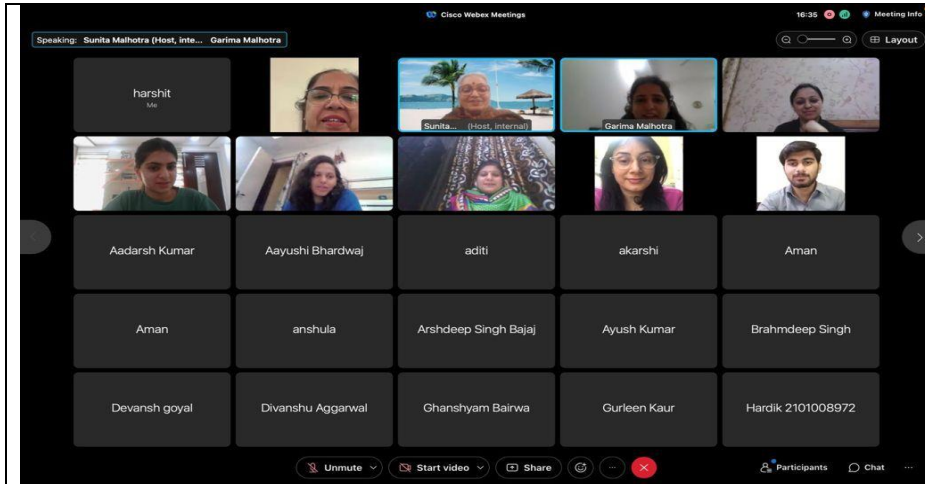 Cisco Webex Meetings
16:35
Meeting Info
Speaking: Sunita Malhotra (Host, inte... Garima Malhotra
Layout
harshit
Me
Sunita... (Host, internal)
Garima Malhotra
Aadarsh Kumar
Aayushi Bhardwaj
aditi
akarshi
Aman
Aman
anshula
Arshdeep Singh Bajaj
Ayush Kumar
Brahmdeep Singh
Devansh goyal
Divanshu Aggarwal
Ghanshyam Bairwa
Gurleen Kaur
Hardik 2101008972
Unmute
Start video
Share
Participants
Chat